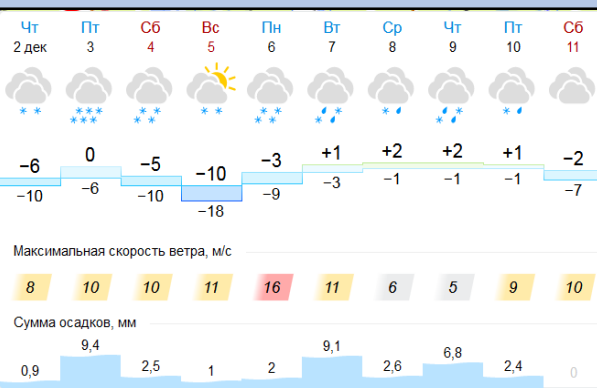 Чт Пт Сб Вс Пн Вт Ср Чт Пт Сб
2 дек 3 4 5 6 7 8 9 10 11
−6 0 −5 −10 −3 +1 +2 +2 +1 −2
−10 −6 −10 −18 −9 −3 −1 −1 −1 −7
Максимальная скорость ветра, м/с
8 10 10 11 16 11 6 5 9 10
Сумма осадков, мм
0,9 9,4 2,5 1 2 9,1 2,6 6,8 2,4 0